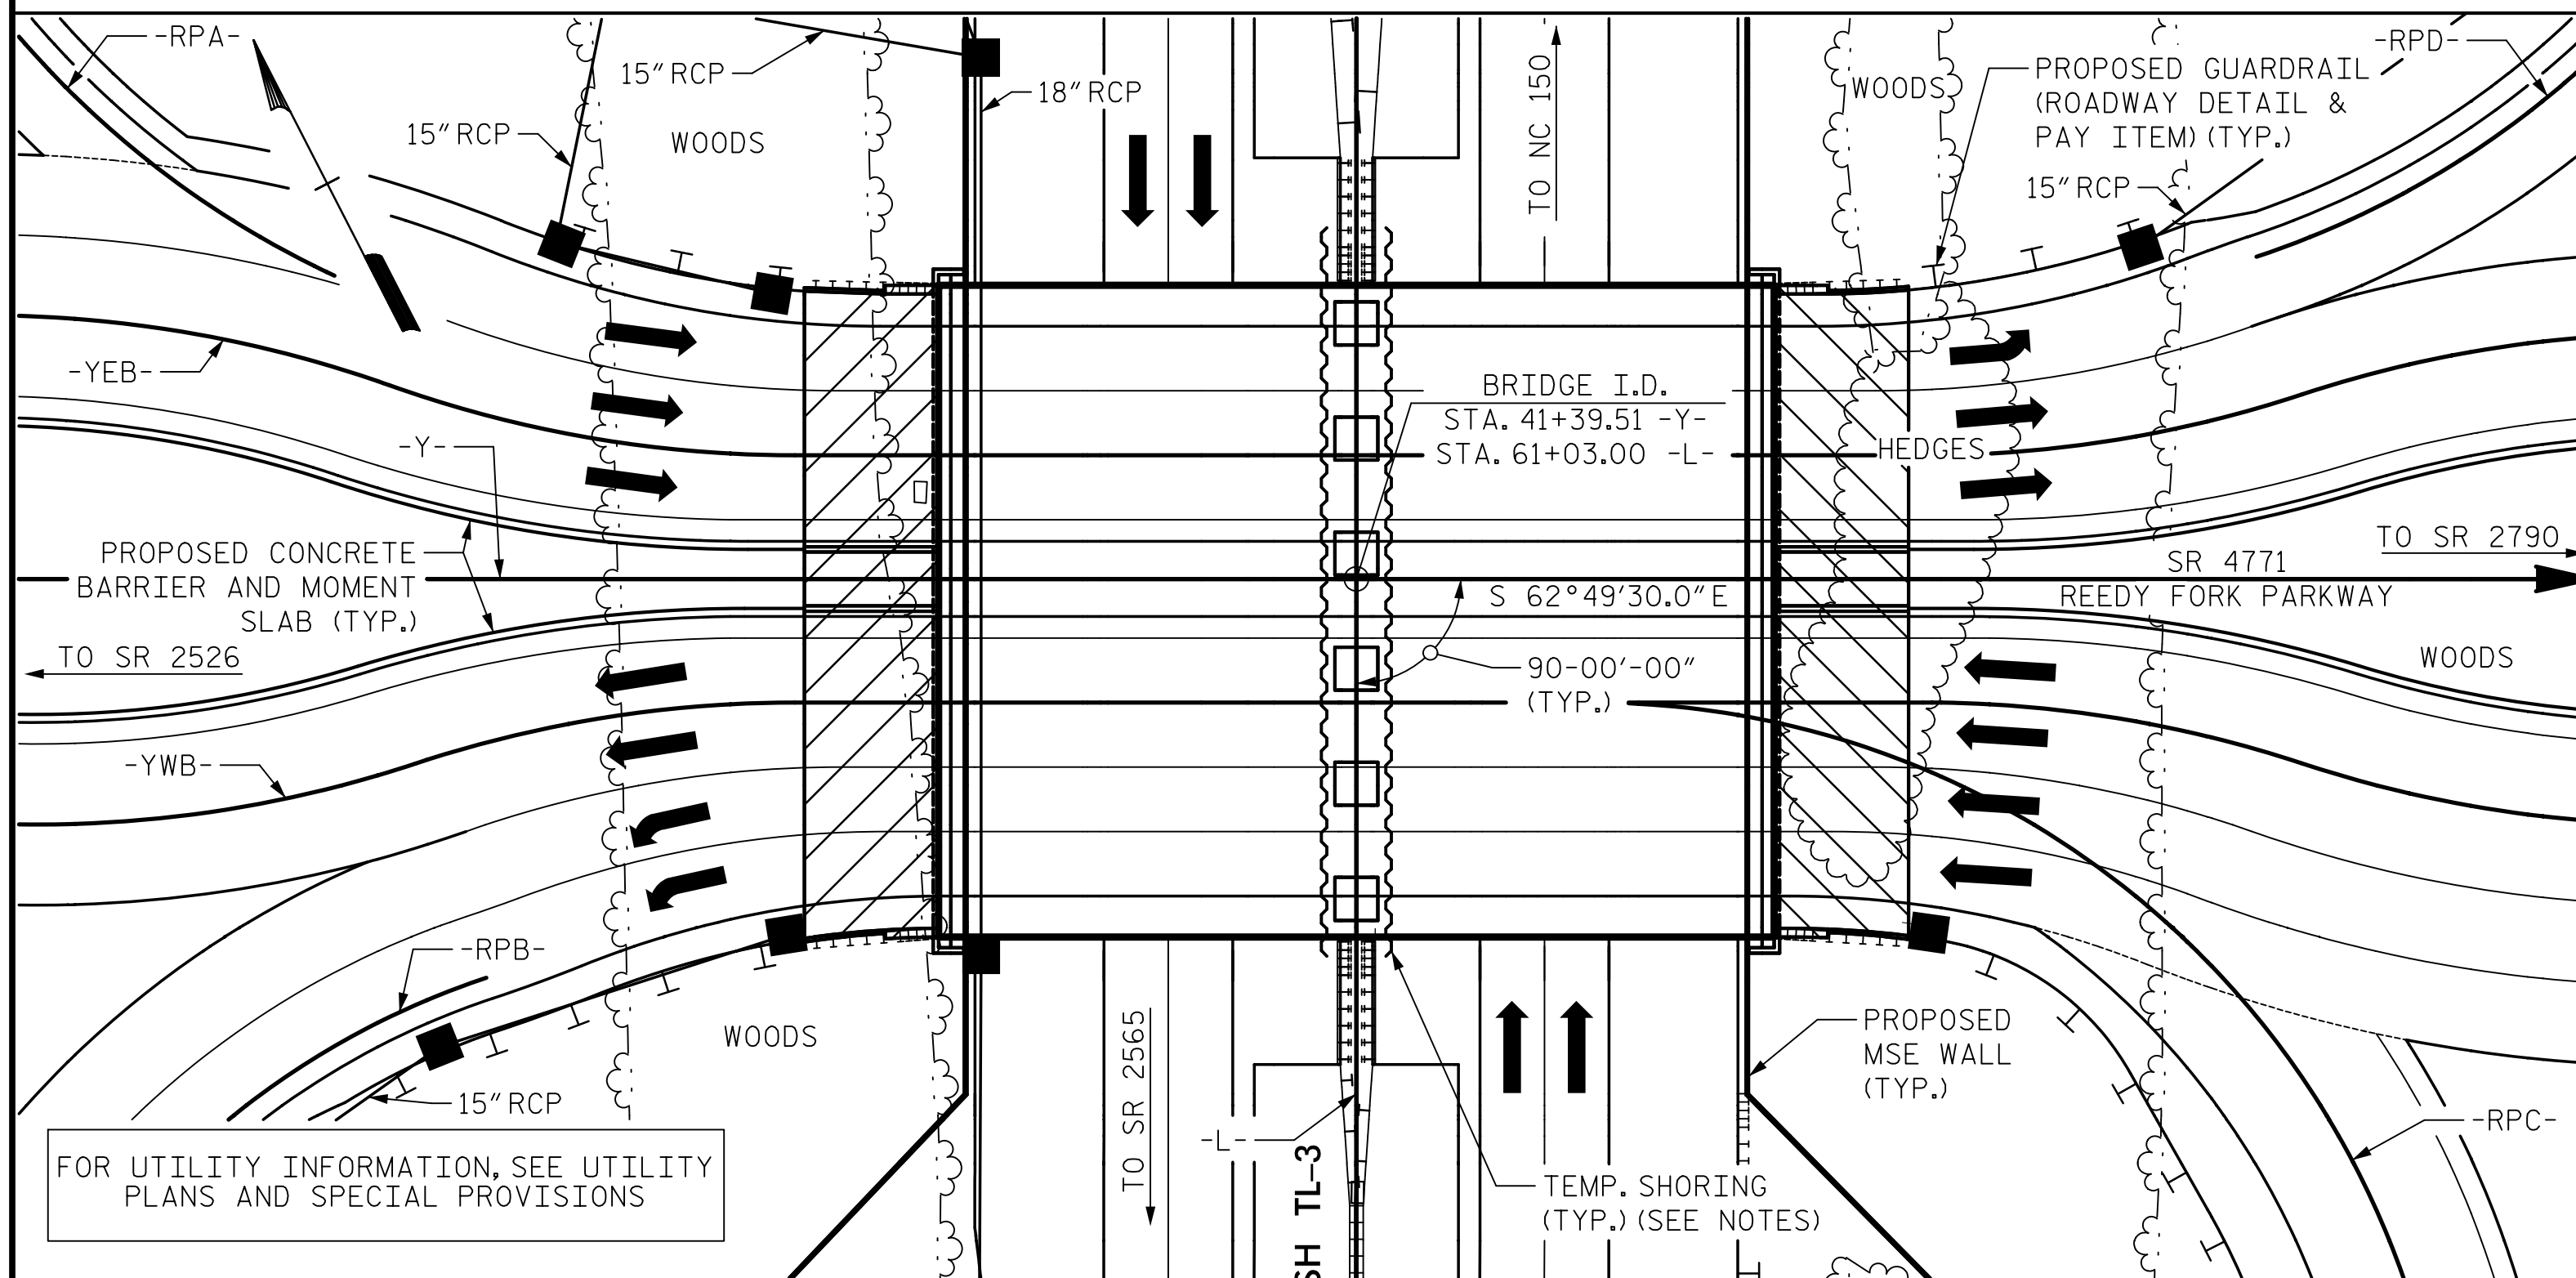 -RPA-
15"RCP
15"RCP
WOODS
18"RCP
TO NC 150
WOODS
PROPOSED GUARDRAIL
(ROADWAY DETAIL &
PAY ITEM) (TYP.)
-RPD-
15"RCP
-YEB-
BRIDGE I.D.
STA. 41+39.51 -Y-
STA. 61+03.00 -L-
HEDGES
-Y-
PROPOSED CONCRETE
BARRIER AND MOMENT
SLAB (TYP.)
TO SR 2790
SR 4771
REEDY FORK PARKWAY
S 62°49'30.0"E
TO SR 2526
90-00'-00"
(TYP.)
WOODS
-YWB-
-RPB-
WOODS
15"RCP
PROPOSED
MSE WALL
(TYP.)
TO SR 2565
-L-
SH TL-3
-RPC-
TEMP. SHORING
(TYP.) (SEE NOTES)
FOR UTILITY INFORMATION, SEE UTILITY
PLANS AND SPECIAL PROVISIONS